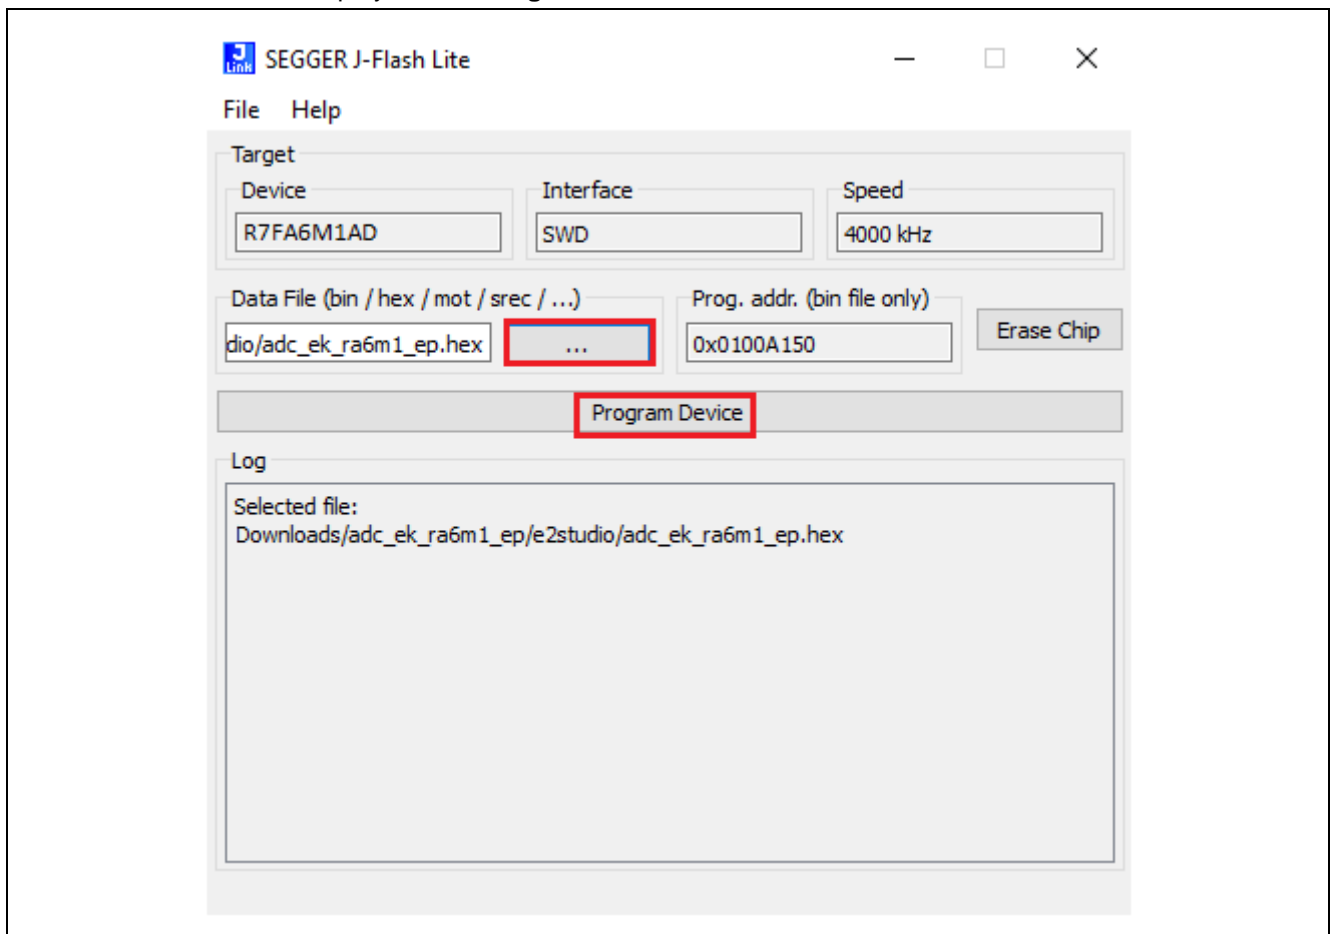 J
Link
SEGGER J-Flash Lite
File Help
Target
Device Interface Speed
R7FA6M1AD SWD 4000 kHz
Data File (bin / hex / mot / srec / ...) Prog. addr. (bin file only)
dio/adc_ek_ra6m1_ep.hex ... 0x0100A150 Erase Chip
Program Device
Log
Selected file:
Downloads/adc_ek_ra6m1_ep/e2studio/adc_ek_ra6m1_ep.hex